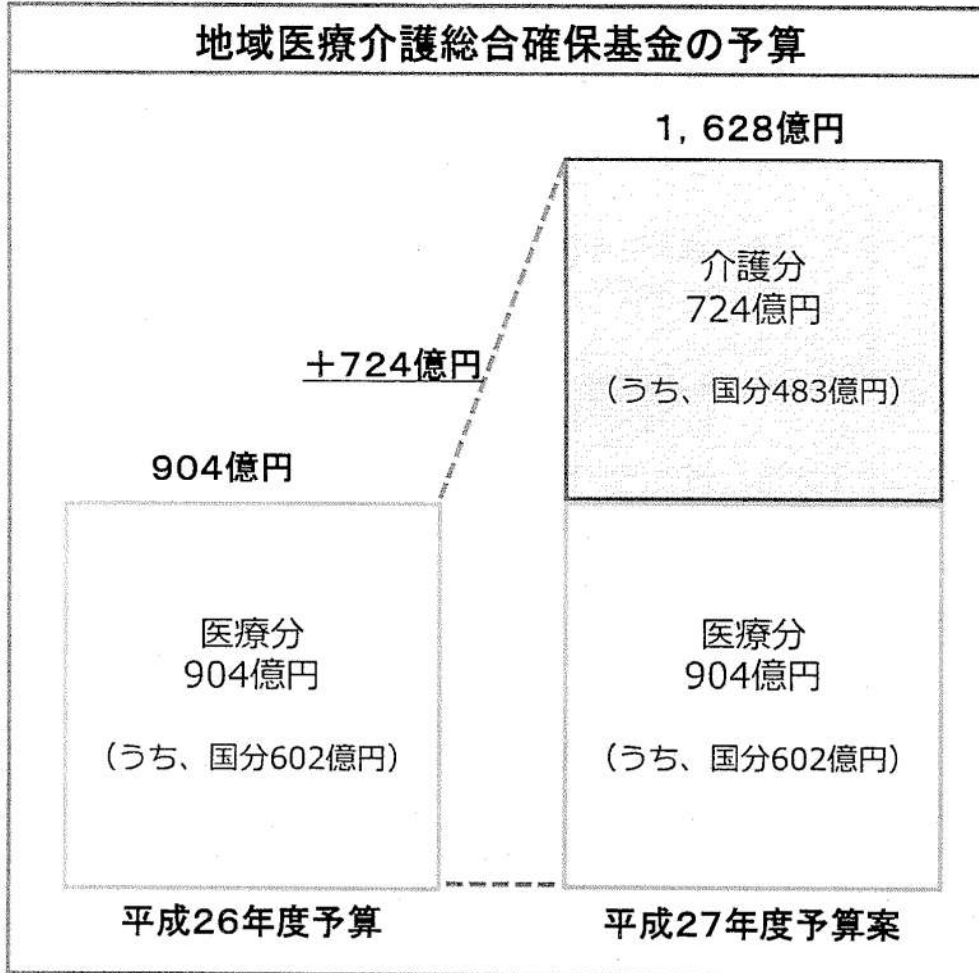 地域医療介護総合確保基金の予算
1，628億円
介護分
724億円
（うち、国分483億円）
＋724億円
904億円
医療分
904億円
（うち、国分602億円）
医療分
904億円
（うち、国分602億円）
平成26年度予算
平成27年度予算案